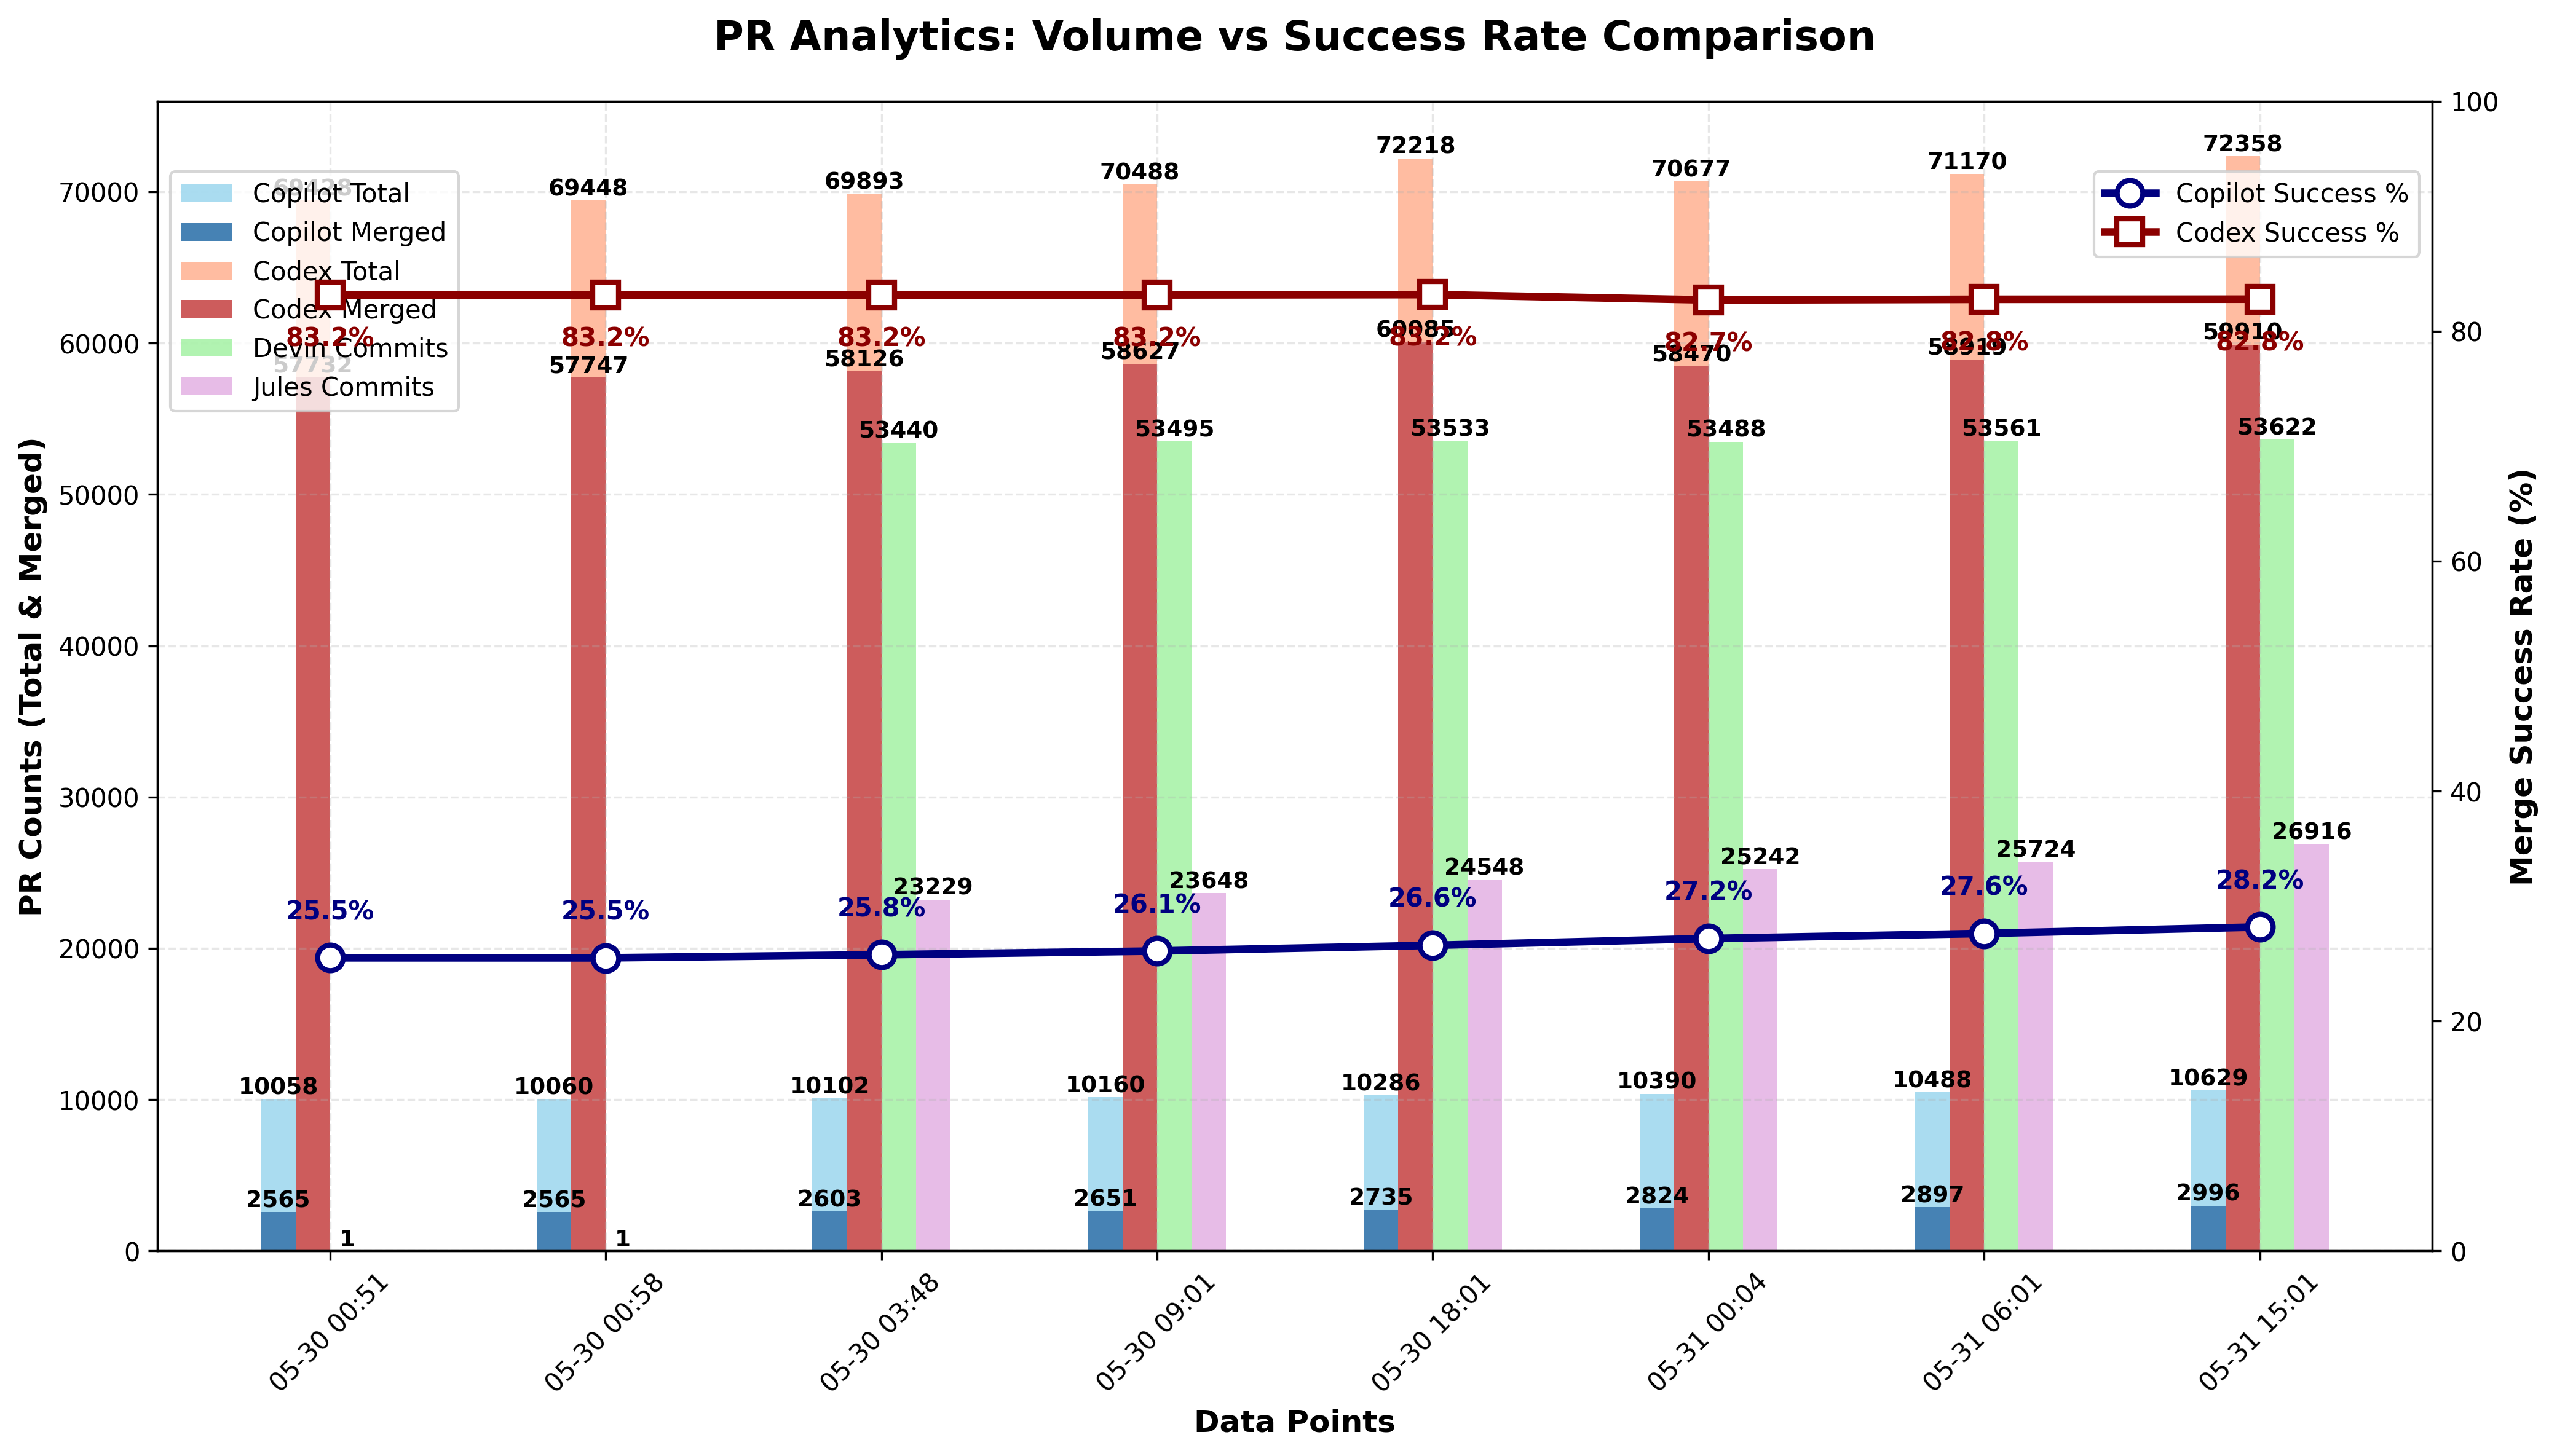 PR Analytics: Volume vs Success Rate Comparison
PR Counts (Total & Merged)
70000
60000
50000
40000
30000
20000
10000
0
Copilot Total
Copilot Merged
Codex Total
Codex Merged
Devin Commits
Jules Commits
Copilot Success %
Codex Success %
69448 69893 70488 72218 70677 71170 72358
83.2% 83.2% 83.2% 83.2% 83.2% 82.7% 82.8% 82.8%
57732 57747 58126 58627 60085 58470 58919 59910
53440 53495 53533 53488 53561 53622
23229 23648 24548 25242 25724 26916
25.5% 25.5% 25.8% 26.1% 26.6% 27.2% 27.6% 28.2%
10058 10060 10102 10160 10286 10390 10488 10629
2565 2565 2603 2651 2735 2824 2897 2996
1 1
100
80
60
40
20
0
Merge Success Rate (%)
05-30 00:51
05-30 00:58
05-30 03:48
05-30 09:01
05-30 18:01
05-31 00:04
05-31 06:01
05-31 15:01
Data Points